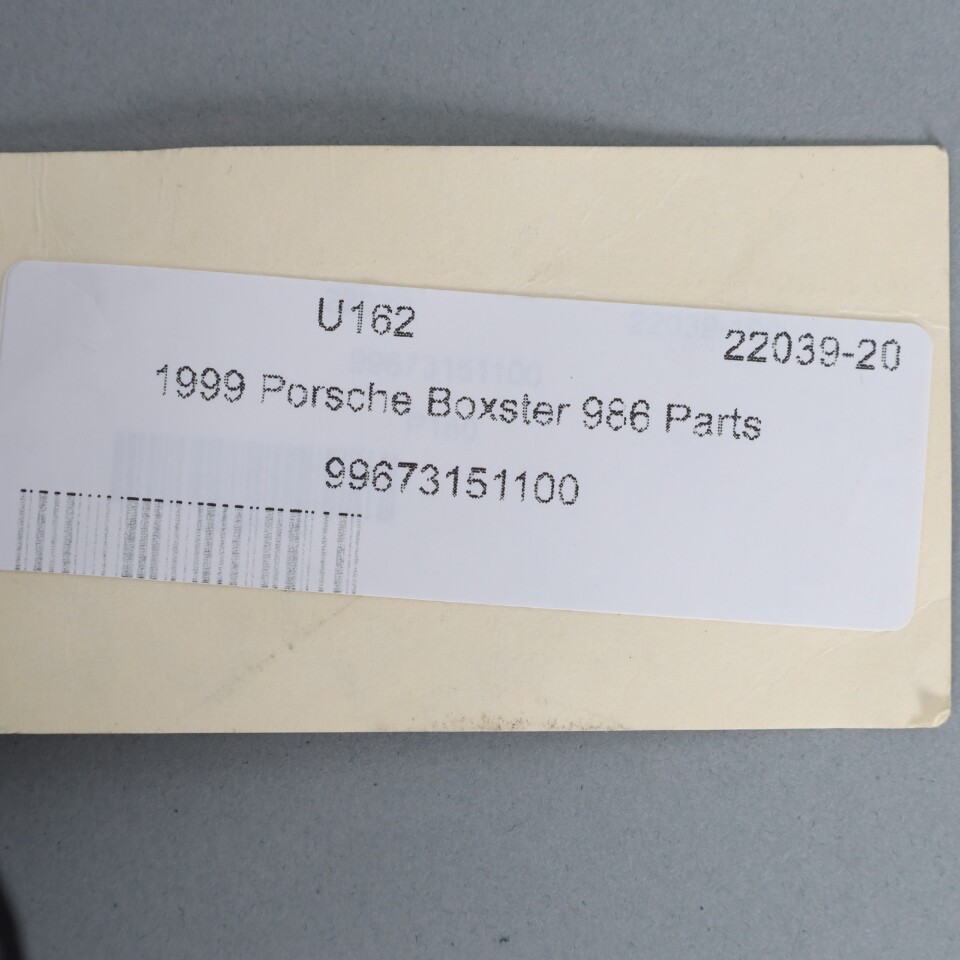 U162 22039-20
1999 Porsche Boxster 986 Parts
99673151100